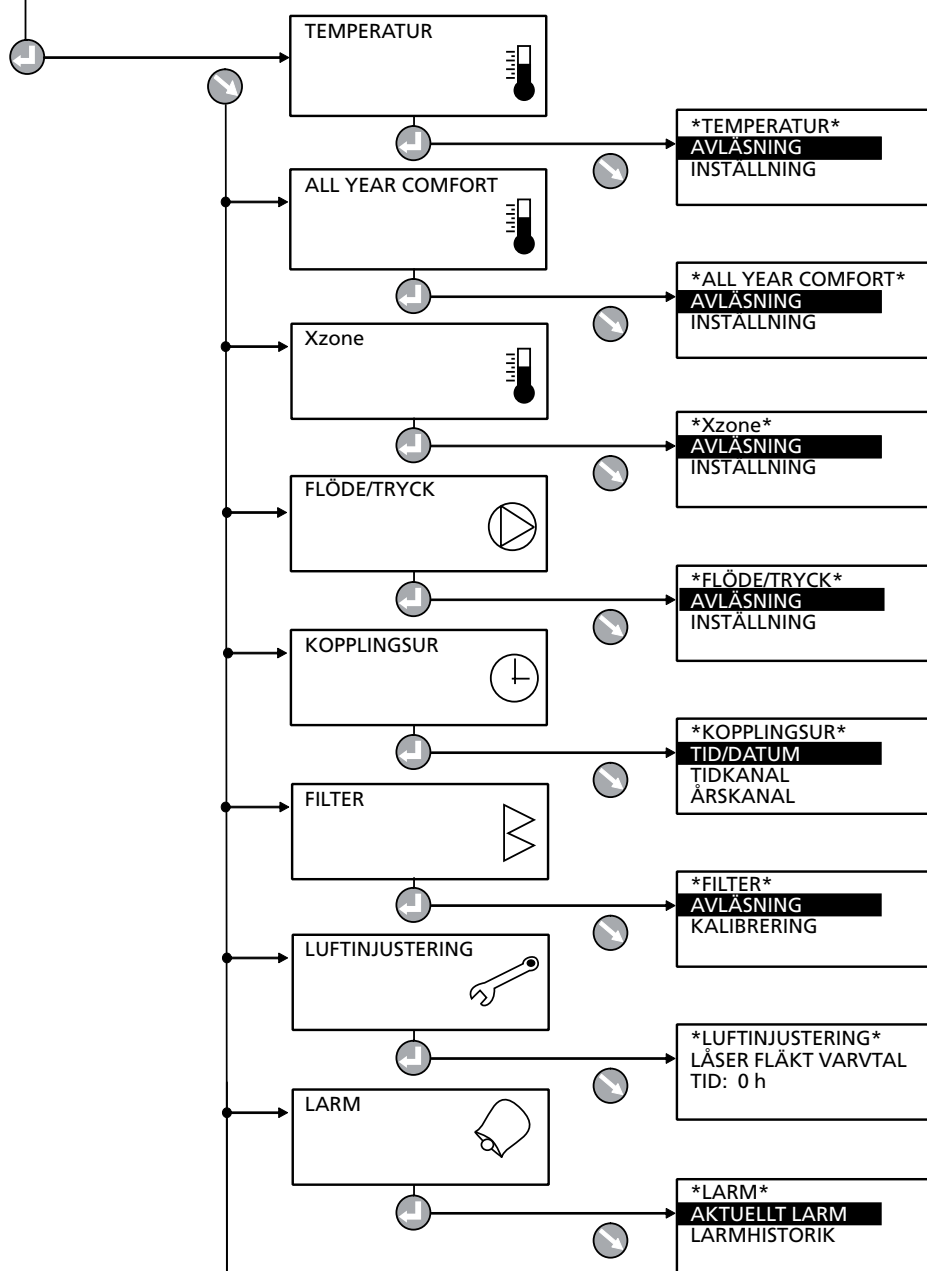 TEMPERATUR
*TEMPERATUR*
AVLÄSNING
INSTÄLLNING
ALL YEAR COMFORT
*ALL YEAR COMFORT*
AVLÄSNING
INSTÄLLNING
Xzone
*Xzone*
AVLÄSNING
INSTÄLLNING
FLÖDE/TRYCK
*FLÖDE/TRYCK*
AVLÄSNING
INSTÄLLNING
KOPPLINGSUR
*KOPPLINGSUR*
TID/DATUM
TIDKANAL
ÅRSKANAL
FILTER
*FILTER*
AVLÄSNING
KALIBRERING
LUFTINJUSTERING
*LUFTINJUSTERING*
LÅSER FLÄKT VARVTAL
TID: 0 h
LARM
*LARM*
AKTUELLT LARM
LARMHISTORIK